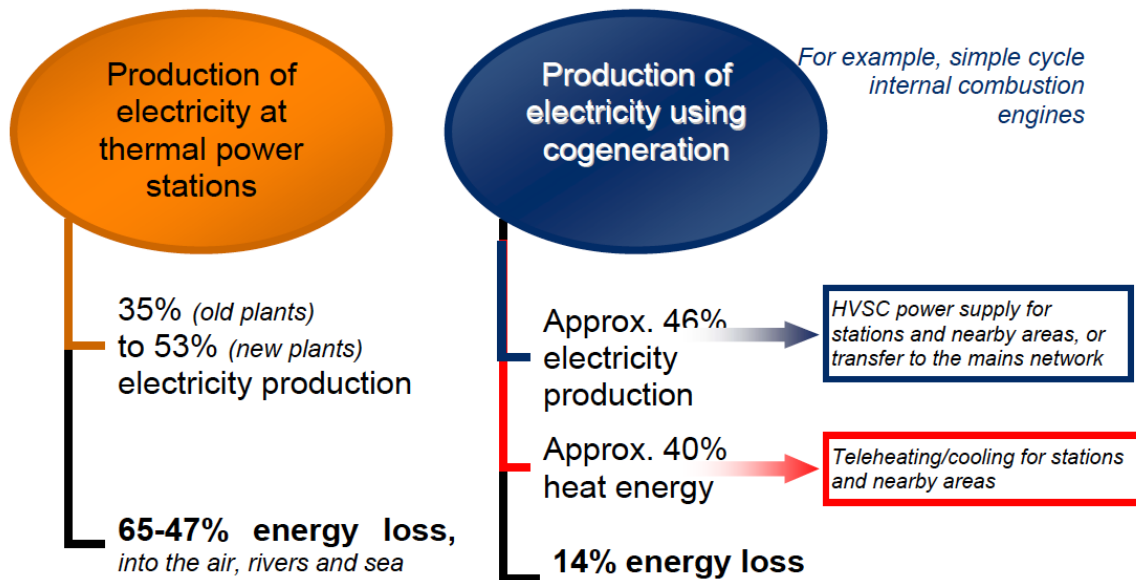 Production of
electricity at
thermal power
stations
35% (old plants)
to 53% (new plants)
electricity production
65-47% energy loss,
into the air, rivers and sea
Production of
electricity using
cogeneration
For example, simple cycle
internal combustion
engines
Approx. 46%
electricity
production
HVSC power supply for
stations and nearby areas, or
transfer to the mains network
Approx. 40%
heat energy
Teleheating/cooling for stations
and nearby areas
14% energy loss